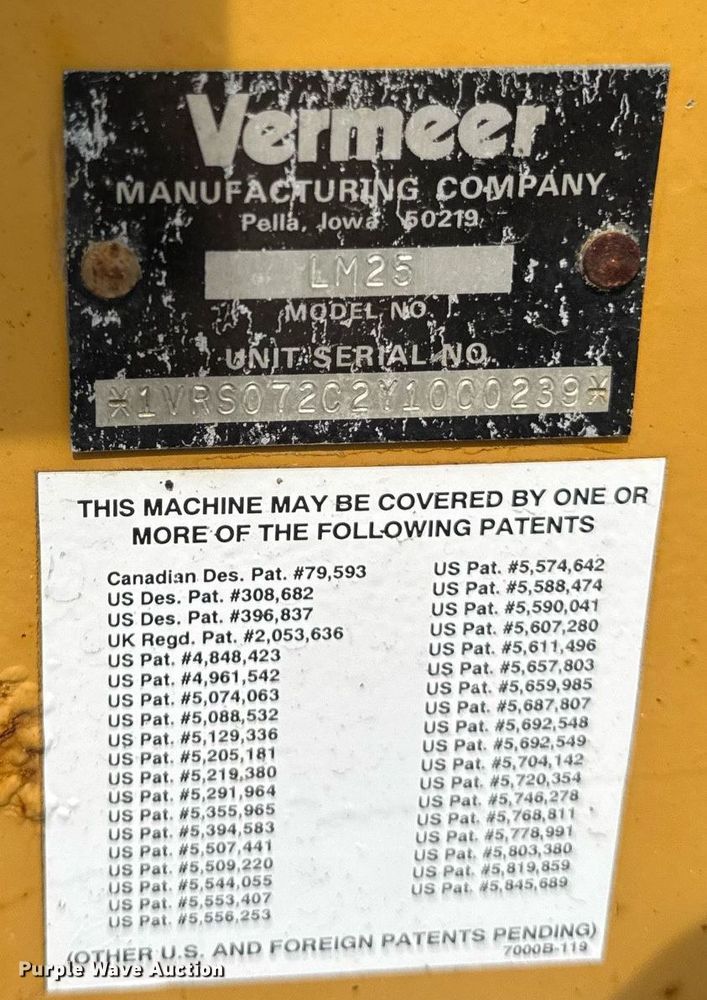 Vermeer
MANUFACTURING COMPANY
Pella, Iowa 50219
LM25
MODEL NO.
UNIT SERIAL NO.
*1VRS072C2Y1000239*
THIS MACHINE MAY BE COVERED BY ONE OR
MORE OF THE FOLLOWING PATENTS
Canadian Des. Pat. #79,593
US Des. Pat. #308,682
US Des. Pat. #396,837
UK Regd. Pat. #2,053,636
US Pat. #4,848,423
US Pat. #4,961,542
US Pat. #5,074,063
US Pat. #5,088,532
US Pat. #5,129,336
US Pat. #5,205,181
US Pat. #5,219,380
US Pat. #5,291,964
US Pat. #5,355,965
US Pat. #5,394,583
US Pat. #5,507,441
US Pat. #5,509,220
US Pat. #5,544,055
US Pat. #5,553,407
US Pat. #5,556,253
US Pat. #5,574,642
US Pat. #5,588,474
US Pat. #5,590,041
US Pat. #5,607,280
US Pat. #5,611,496
US Pat. #5,657,803
US Pat. #5,659,985
US Pat. #5,687,807
US Pat. #5,692,548
US Pat. #5,692,549
US Pat. #5,704,142
US Pat. #5,720,354
US Pat. #5,746,278
US Pat. #5,768,811
US Pat. #5,778,991
US Pat. #5,803,380
US Pat. #5,819,859
US Pat. #5,845,689
(OTHER U.S. AND FOREIGN PATENTS PENDING)
7000B-119
Purple Wave Auction